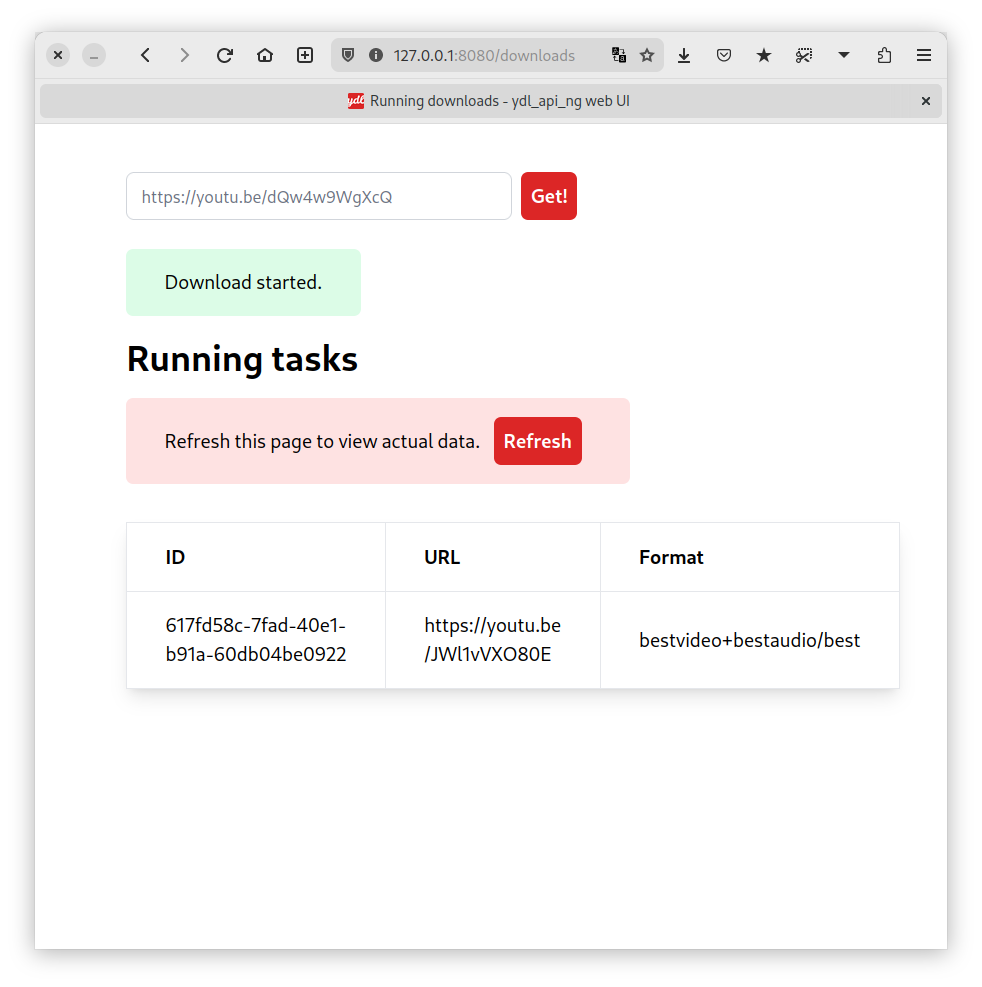 127.0.0.1:8080/downloads
ydl Running downloads - ydl_api_ng web UI
https://youtu.be/dQw4w9WgXcQ Get!
Download started.
Running tasks
Refresh this page to view actual data. Refresh
ID URL Format
617fd58c-7fad-40e1-
b91a-60db04be0922
https://youtu.be
/JWl1vVXO80E
bestvideo+bestaudio/best